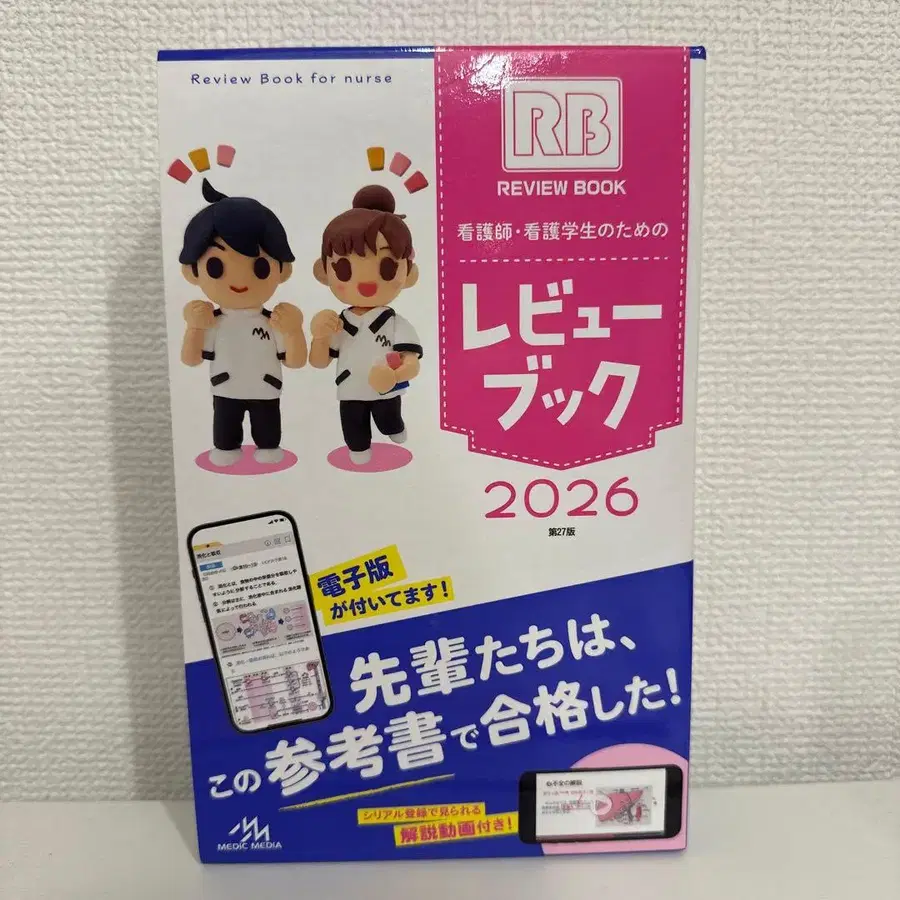 Review Book for nurse
RB
REVIEW BOOK
看護師・看護学生のための
レビュー
ブック
2026
第27版
電子版
が付いてます!
先輩たちは、
この参考書で合格した!
シリアル登録で見られる
解説動画付き!
MEDIC MEDIA